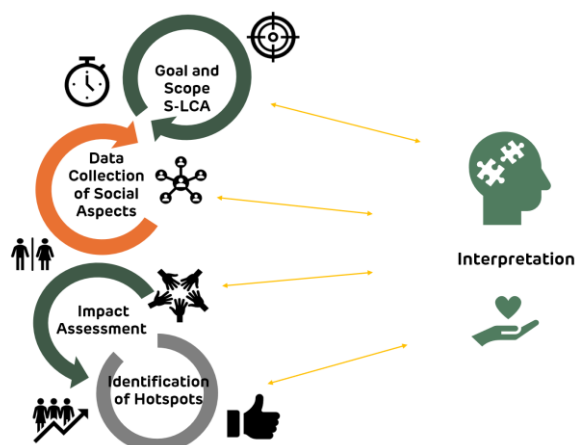 Goal and
Scope
S-LCA
Data
Collection
of Social
Aspects
Interpretation
Impact
Assessment
Identification
of Hotspots